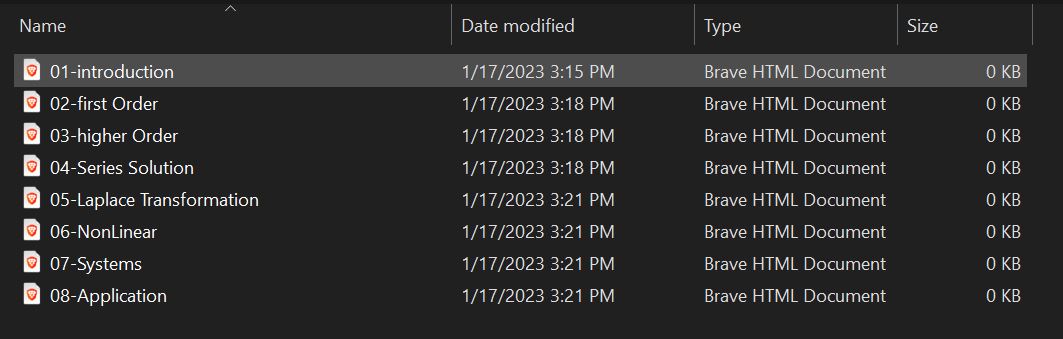 Name Date modified Type Size
01-introduction 1/17/2023 3:15 PM Brave HTML Document 0 KB
02-first Order 1/17/2023 3:18 PM Brave HTML Document 0 KB
03-higher Order 1/17/2023 3:18 PM Brave HTML Document 0 KB
04-Series Solution 1/17/2023 3:18 PM Brave HTML Document 0 KB
05-Laplace Transformation 1/17/2023 3:21 PM Brave HTML Document 0 KB
06-NonLinear 1/17/2023 3:21 PM Brave HTML Document 0 KB
07-Systems 1/17/2023 3:21 PM Brave HTML Document 0 KB
08-Application 1/17/2023 3:21 PM Brave HTML Document 0 KB